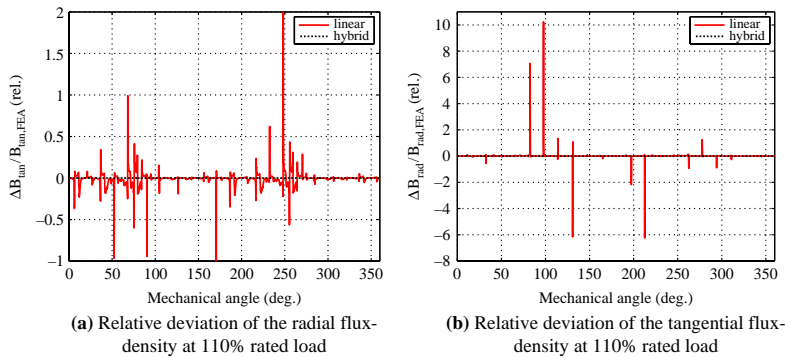 2
1.5
1
0.5
0
−0.5
−1
0 50 100 150 200 250 300 350
ΔB_tan/B_tan,FEA (rel.)
Mechanical angle (deg.)
linear
hybrid
(a) Relative deviation of the radial flux-
density at 110% rated load
10
8
6
4
2
0
−2
−4
−6
−8
0 50 100 150 200 250 300 350
ΔB_rad/B_rad,FEA (rel.)
Mechanical angle (deg.)
linear
hybrid
(b) Relative deviation of the tangential flux-
density at 110% rated load